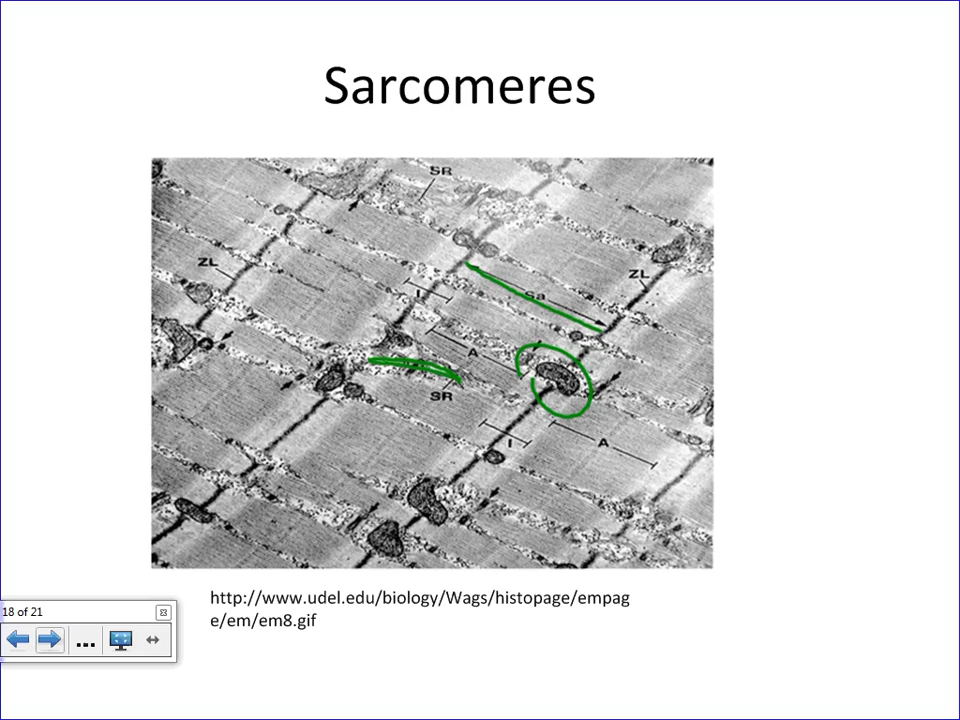 Sarcomeres
SR
ZL
ZL
I
Sa
A
SR
I
A
http://www.udel.edu/biology/Wags/histopage/empag
e/em/em8.gif
18 of 21
...